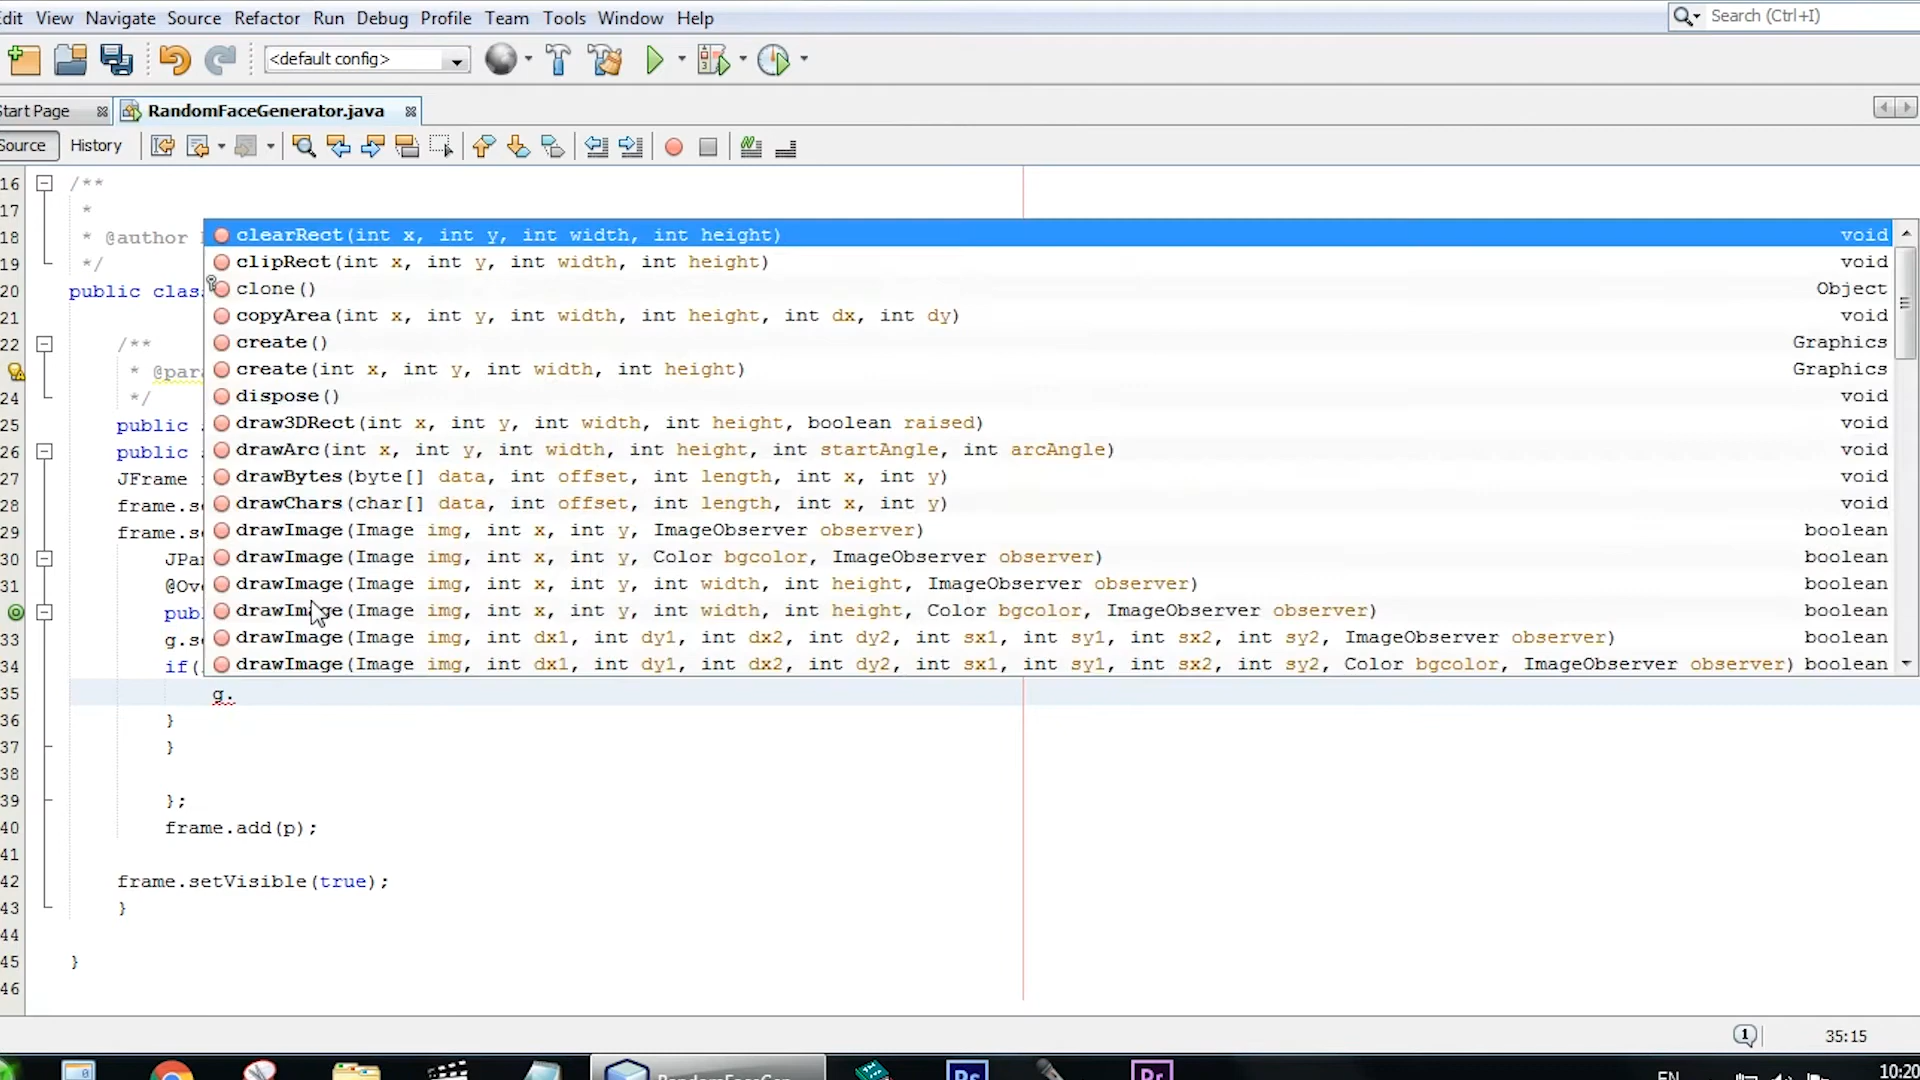 Edit View Navigate Source Refactor Run Debug Profile Team Tools Window Help
Search (Ctrl+I)
<default config>
Start Page
RandomFaceGenerator.java
Source History
16 /**
17 *
18 * @author
19 */
20 public clas
21
22 /**
* @para
24 */
25 public
26 public
27 JFrame
28 frame.se
29 frame.se
30 JPa
31 @Ove
publ
33 g.se
34 if(
35 g.
36 }
37 }
38
39 };
40 frame.add(p);
41
42 frame.setVisible(true);
43 }
44
45 }
46
clearRect(int x, int y, int width, int height) void
clipRect(int x, int y, int width, int height) void
clone() Object
copyArea(int x, int y, int width, int height, int dx, int dy) void
create() Graphics
create(int x, int y, int width, int height) Graphics
dispose() void
draw3DRect(int x, int y, int width, int height, boolean raised) void
drawArc(int x, int y, int width, int height, int startAngle, int arcAngle) void
drawBytes(byte[] data, int offset, int length, int x, int y) void
drawChars(char[] data, int offset, int length, int x, int y) void
drawImage(Image img, int x, int y, ImageObserver observer) boolean
drawImage(Image img, int x, int y, Color bgcolor, ImageObserver observer) boolean
drawImage(Image img, int x, int y, int width, int height, ImageObserver observer) boolean
drawImage(Image img, int x, int y, int width, int height, Color bgcolor, ImageObserver observer) boolean
drawImage(Image img, int dx1, int dy1, int dx2, int dy2, int sx1, int sy1, int sx2, int sy2, ImageObserver observer) boolean
drawImage(Image img, int dx1, int dy1, int dx2, int dy2, int sx1, int sy1, int sx2, int sy2, Color bgcolor, ImageObserver observer) boolean
35:15
RandomFaceGen
Ps
Pr
EN
10:20